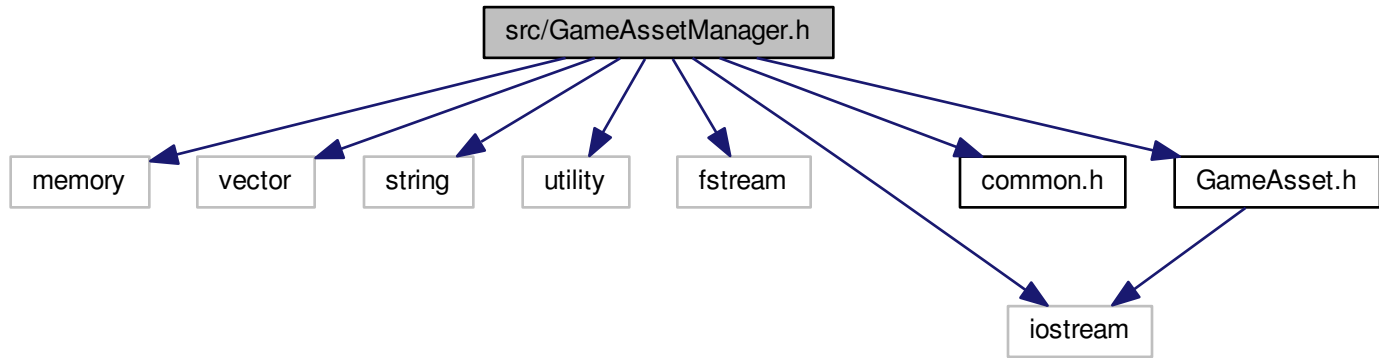 src/GameAssetManager.h
memory
vector
string
utility
fstream
common.h
GameAsset.h
iostream